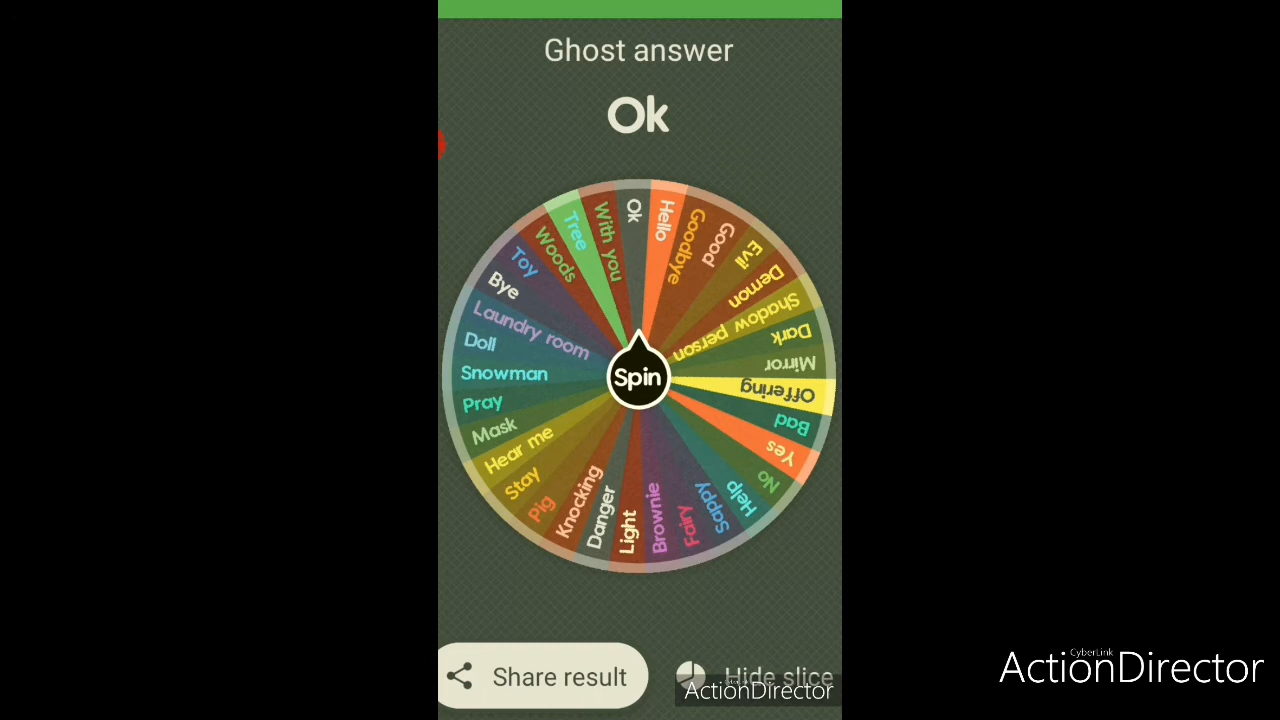 Ghost answer
Ok
Ok
Hello
Goodbye
Good
Evil
Demon
Shadow person
Dark
Mirror
Offering
Bad
Yes
No
Help
Sappy
Fairy
Brownie
Light
Danger
Knocking
Pig
Stay
Hear me
Mask
Pray
Snowman
Doll
Laundry room
Bye
Toy
Woods
Tree
With you
Spin
Share result
Hide slice
ActionDirector
CyberLink
ActionDirector